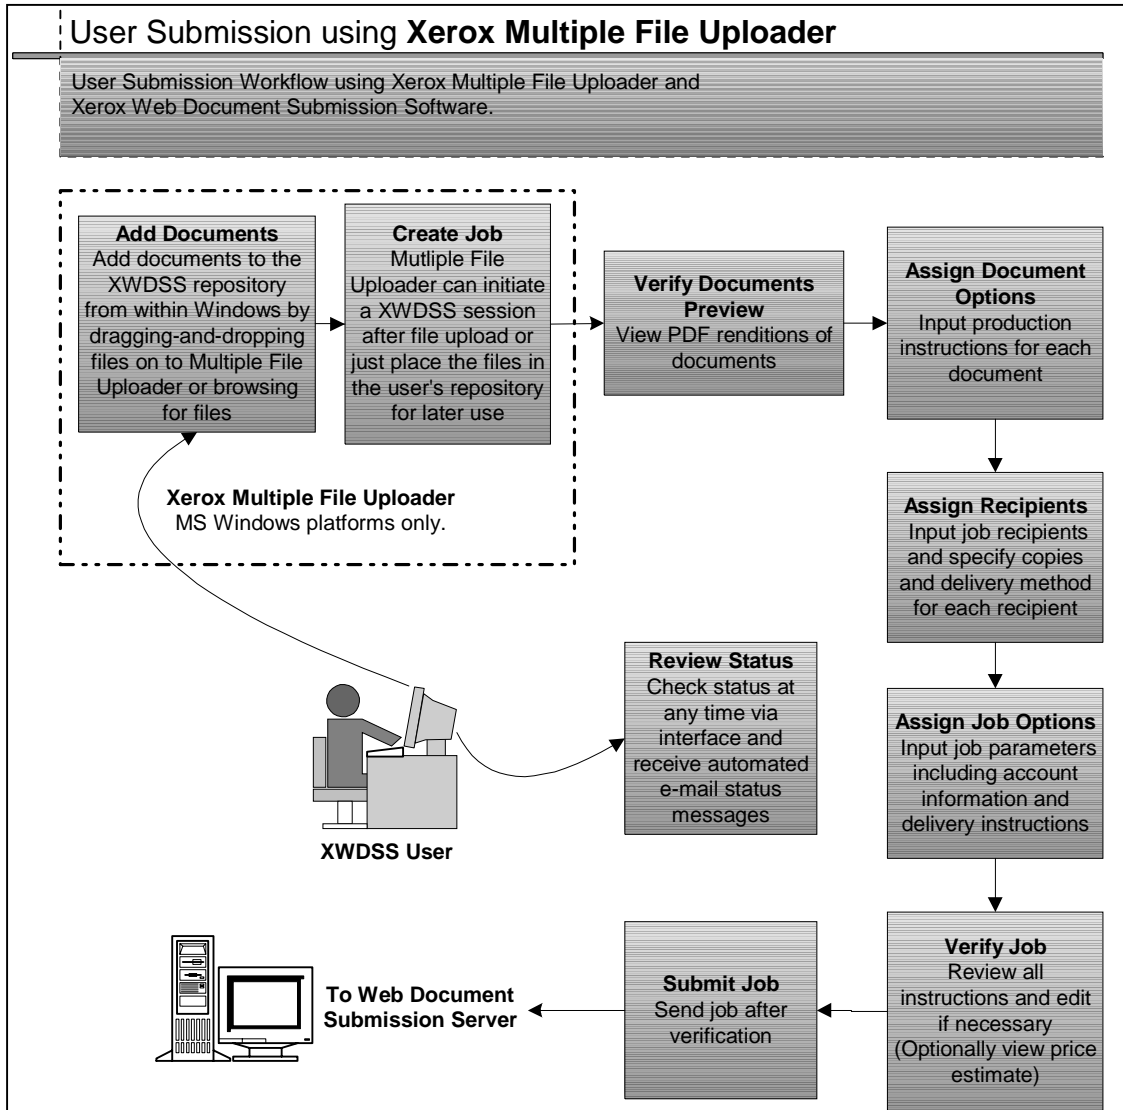 User Submission using Xerox Multiple File Uploader
User Submission Workflow using Xerox Multiple File Uploader and
Xerox Web Document Submission Software.
Add Documents
Add documents to the
XWDSS repository
from within Windows by
dragging-and-dropping
files on to Multiple File
Uploader or browsing
for files
Create Job
Mutliple File
Uploader can initiate
a XWDSS session
after file upload or
just place the files in
the user's repository
for later use
Xerox Multiple File Uploader
MS Windows platforms only.
Verify Documents
Preview
View PDF renditions of
documents
Assign Document
Options
Input production
instructions for each
document
Assign Recipients
Input job recipients
and specify copies
and delivery method
for each recipient
Assign Job Options
Input job parameters
including account
information and
delivery instructions
Verify Job
Review all
instructions and edit
if necessary
(Optionally view price
estimate)
Submit Job
Send job after
verification
To Web Document
Submission Server
XWDSS User
Review Status
Check status at
any time via
interface and
receive automated
e-mail status
messages